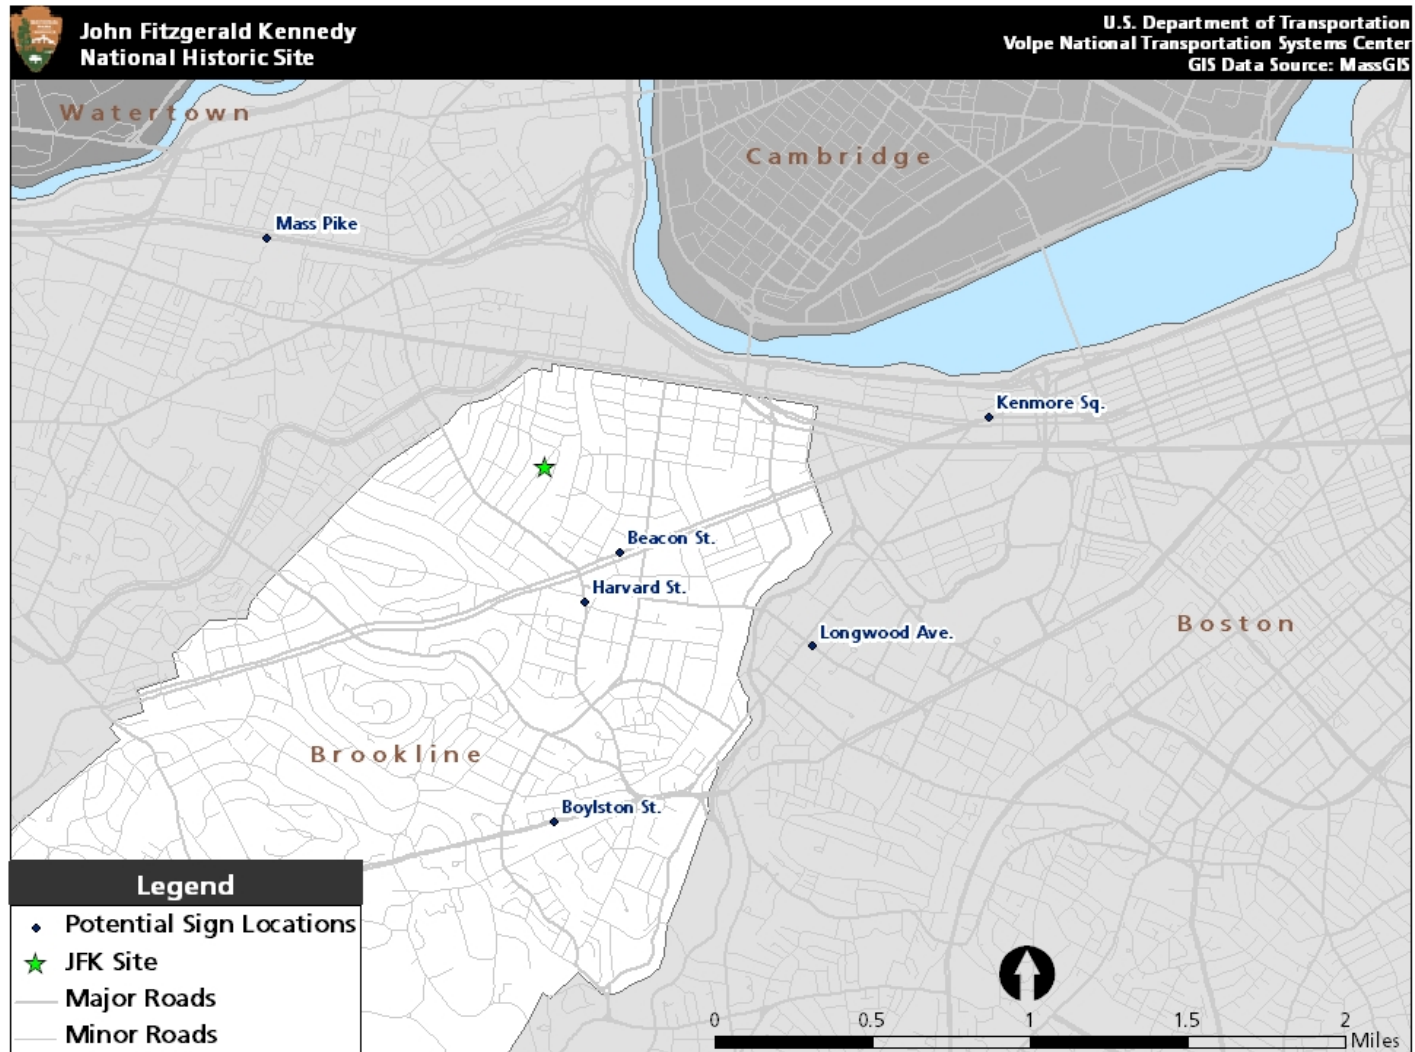 John Fitzgerald Kennedy
National Historic Site
U.S. Department of Transportation
Volpe National Transportation Systems Center
GIS Data Source: MassGIS
Watertown
Cambridge
Mass Pike
Kenmore Sq.
Beacon St.
Harvard St.
Longwood Ave.
Boston
Brookline
Boylston St.
Legend
Potential Sign Locations
JFK Site
Major Roads
Minor Roads
0 0.5 1 1.5 2
Miles